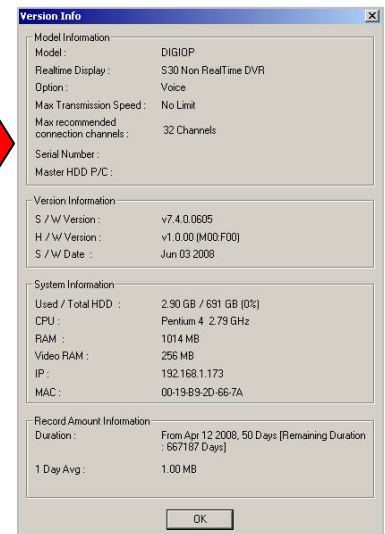 Version Info
Model Information
Model : DIGIOP
Realtime Display : S30 Non RealTime DVR
Option : Voice
Max Transmission Speed : No Limit
Max recommended
connection channels : 32 Channels
Serial Number :
Master HDD P/C :
Version Information
S / W Version : v7.4.0.0605
H / W Version : v1.0.00 (M00:F00)
S / W Date : Jun 03 2008
System Information
Used / Total HDD : 2.90 GB / 691 GB (0%)
CPU : Pentium 4 2.79 GHz
RAM : 1014 MB
Video RAM : 256 MB
IP : 192.168.1.173
MAC : 00-19-B9-2D-66-7A
Record Amount Information
Duration : From Apr 12 2008, 50 Days [Remaining Duration
: 667187 Days]
1 Day Avg : 1.00 MB
OK